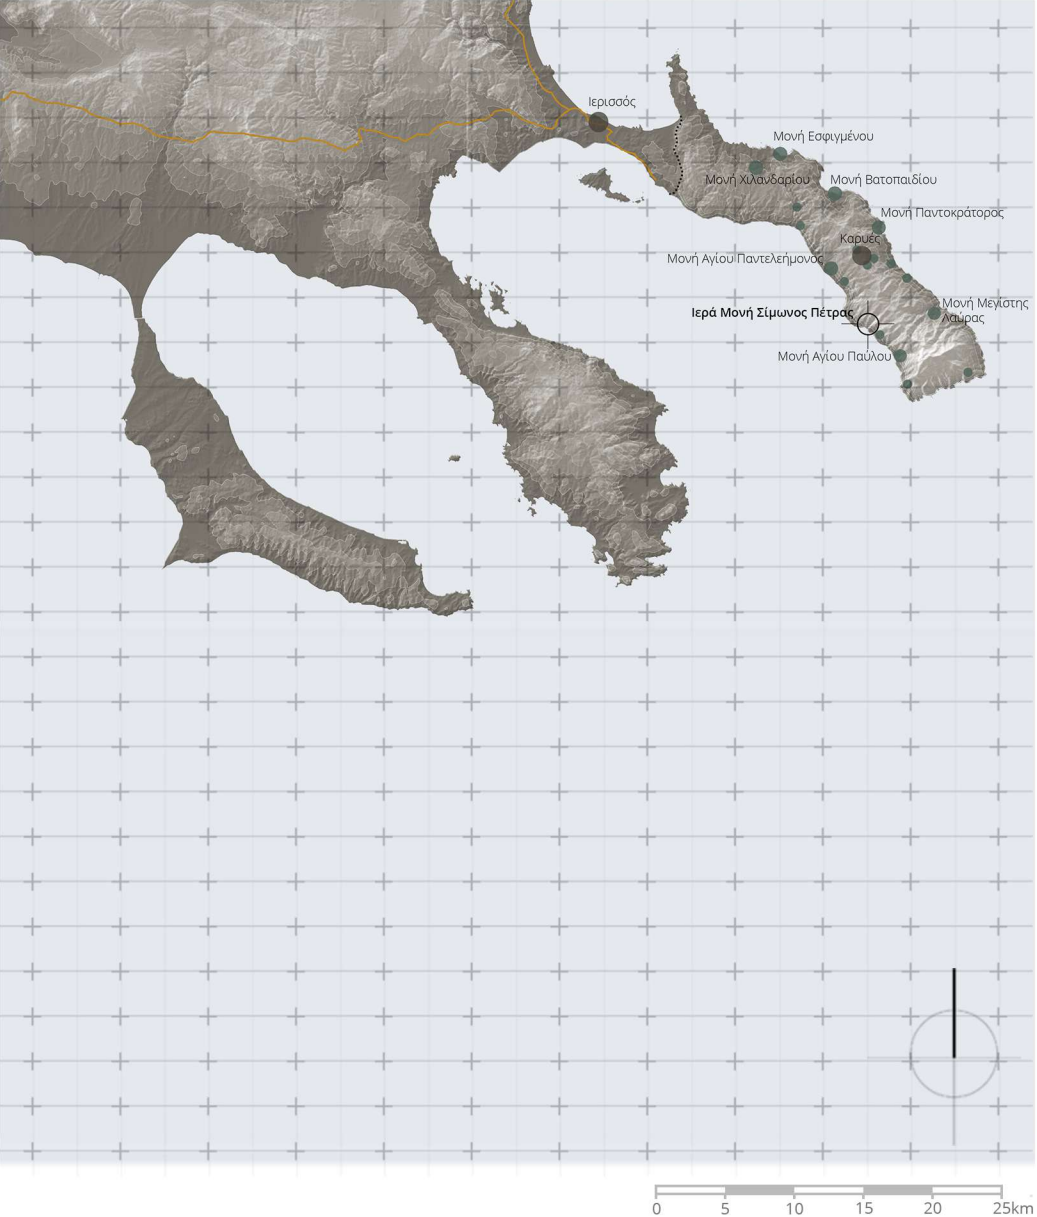 Ιερισσός
Μονή Εσφιγμένου
Μονή Χιλανδαρίου
Μονή Βατοπαιδίου
Μονή Παντοκράτορος
Καρυές
Μονή Αγίου Παντελεήμονος
Μονή Μεγίστης
Λαύρας
Ιερά Μονή Σίμωνος Πέτρας
Μονή Αγίου Παύλου
0 5 10 15 20 25km